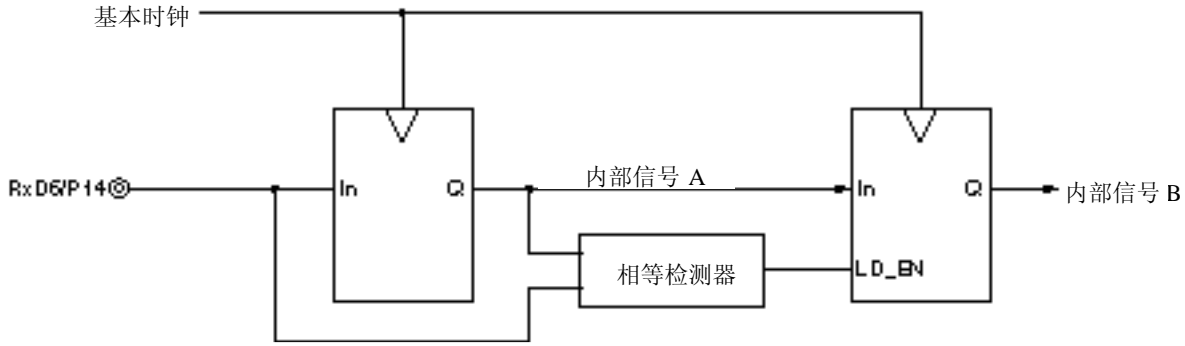 基本时钟
RxD6/P14
In
Q
内部信号 A
In
Q
内部信号 B
相等检测器
LD_EN